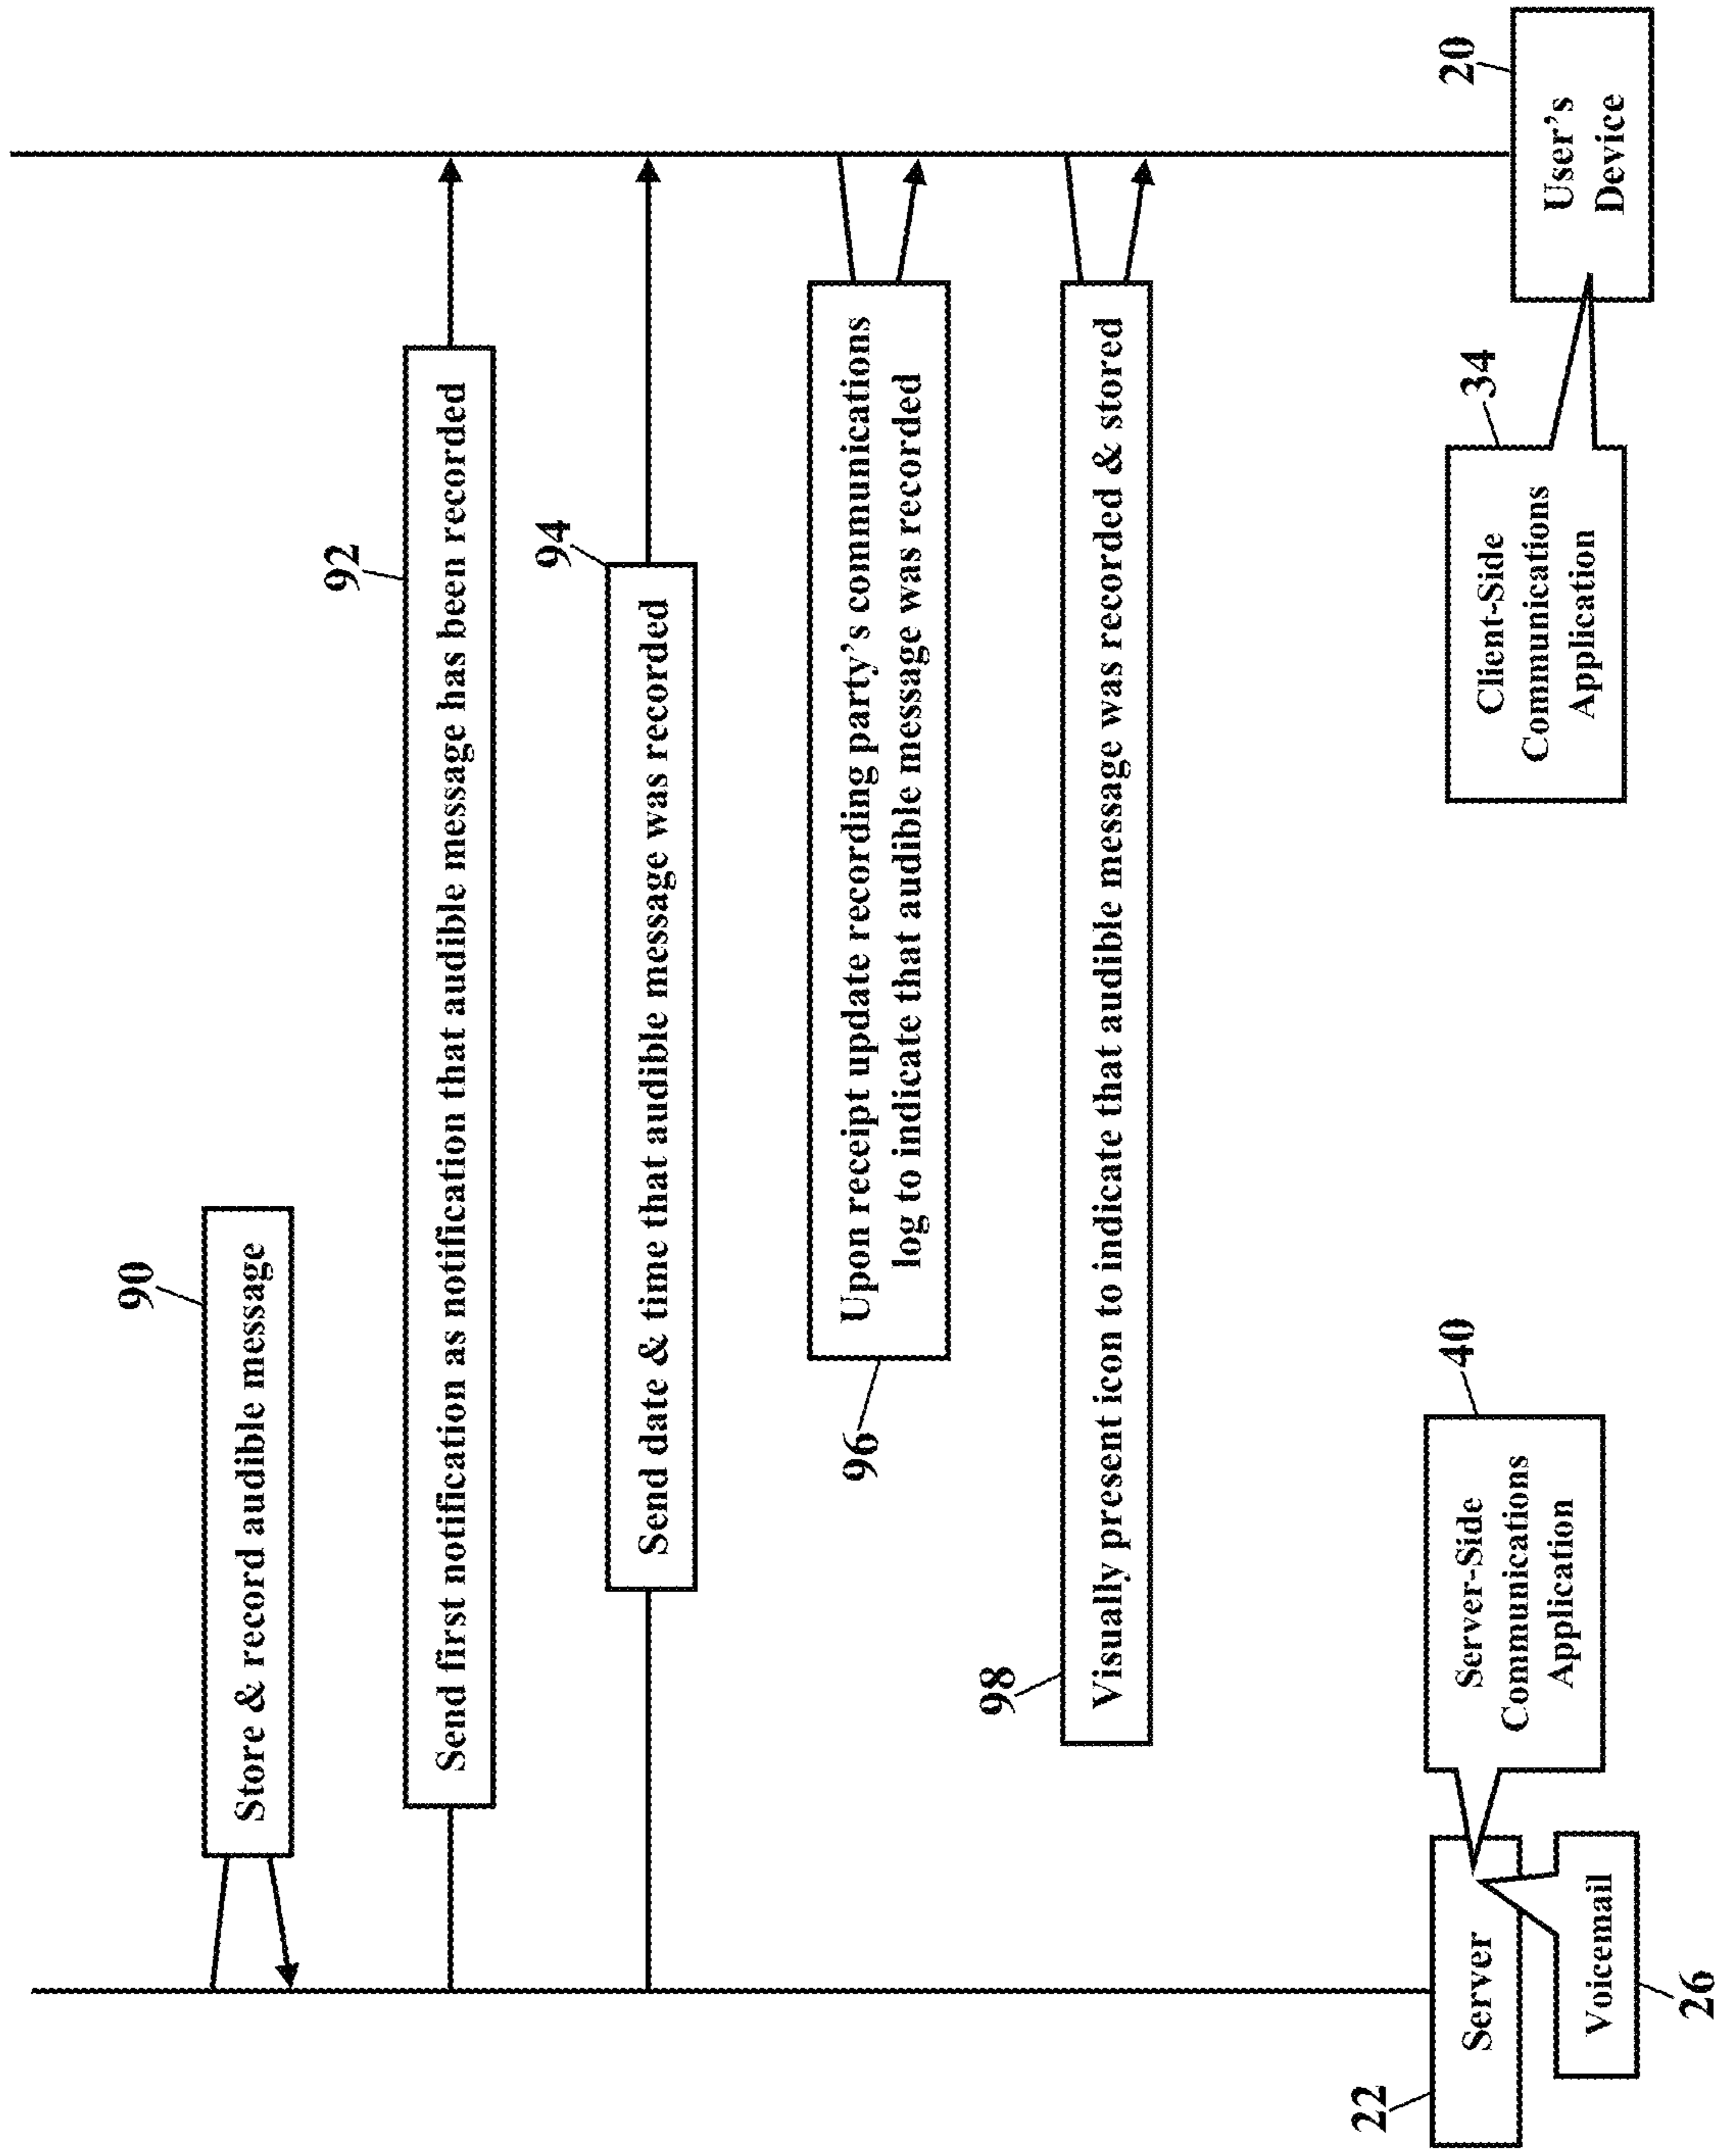 90
Store & record audible message
92
Send first notification as notification that audible message has been recorded
94
Send date & time that audible message was recorded
96
Upon receipt update recording party’s communications
log to indicate that audible message was recorded
98
Visually present icon to indicate that audible message was recorded & stored
22
Server
Voicemail
26
40
Server-Side
Communications
Application
34
Client-Side
Communications
Application
20
User’s
Device